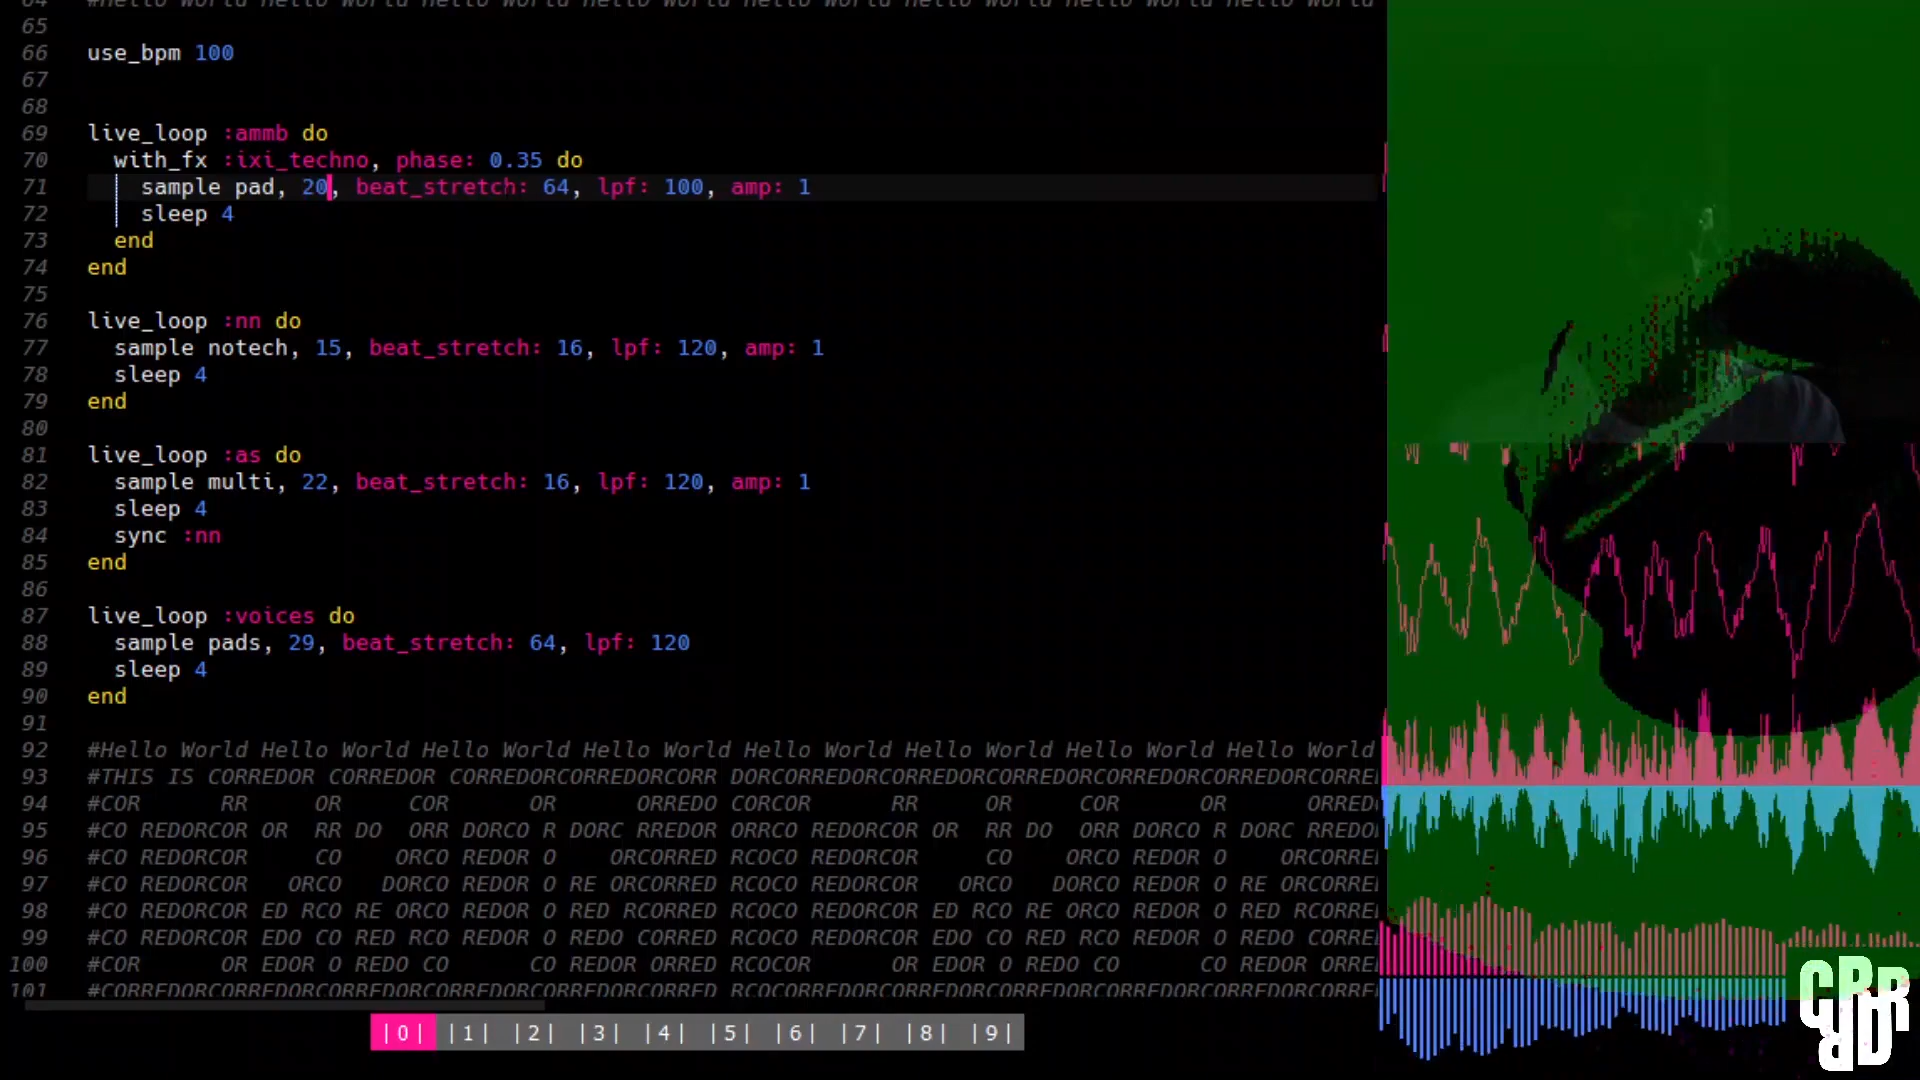 65
66 use_bpm 100
67
68
69 live_loop :ammb do
70 with_fx :ixi_techno, phase: 0.35 do
71 sample pad, 20, beat_stretch: 64, lpf: 100, amp: 1
72 sleep 4
73 end
74 end
75
76 live_loop :nn do
77 sample notech, 15, beat_stretch: 16, lpf: 120, amp: 1
78 sleep 4
79 end
80
81 live_loop :as do
82 sample multi, 22, beat_stretch: 16, lpf: 120, amp: 1
83 sleep 4
84 sync :nn
85 end
86
87 live_loop :voices do
88 sample pads, 29, beat_stretch: 64, lpf: 120
89 sleep 4
90 end
91
92 #Hello World Hello World Hello World Hello World Hello World Hello World Hello World Hello World
93 #THIS IS CORREDOR CORREDOR CORREDORCORREDORCORR DORCORREDORCORREDORCORREDORCORREDORCORREDORCORRE
94 #COR RR OR COR OR ORREDO CORCOR RR OR COR OR ORRED
95 #CO REDORCOR OR RR DO ORR DORCO R DORC RREDOR ORRCO REDORCOR OR RR DO ORR DORCO R DORC RREDO
96 #CO REDORCOR CO ORCO REDOR O ORCORRED RCOCO REDORCOR CO ORCO REDOR O ORCORRE
97 #CO REDORCOR ORCO DORCO REDOR O RE ORCORRED RCOCO REDORCOR ORCO DORCO REDOR O RE ORCORRE
98 #CO REDORCOR ED RCO RE ORCO REDOR O RED RCORRED RCOCO REDORCOR ED RCO RE ORCO REDOR O RED RCORRE
99 #CO REDORCOR EDO CO RED RCO REDOR O REDO CORRED RCOCO REDORCOR EDO CO RED RCO REDOR O REDO CORRE
100 #COR OR EDOR O REDO CO CO REDOR ORRED RCOCOR OR EDOR O REDO CO CO REDOR ORRE
101 #CORREDORCORREDORCORREDORCORREDORCORREDORCORRED RCORREDORCORREDORCORREDORCORREDORCORREDORCORRE
|0| |1| |2| |3| |4| |5| |6| |7| |8| |9|